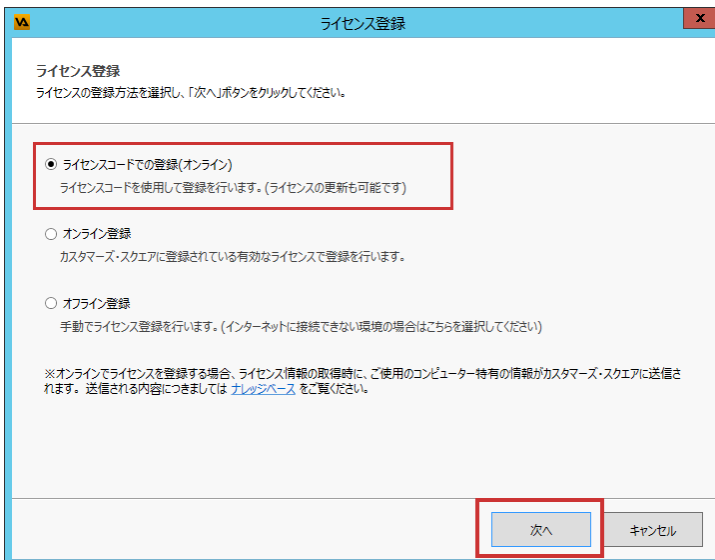 VA
ライセンス登録
x
ライセンス登録
ライセンスの登録方法を選択し、「次へ」ボタンをクリックしてください。
ライセンスコードでの登録(オンライン)
ライセンスコードを使用して登録を行います。(ライセンスの更新も可能です)
オンライン登録
カスタマーズ・スクエアに登録されている有効なライセンスで登録を行います。
オフライン登録
手動でライセンス登録を行います。(インターネットに接続できない環境の場合はこちらを選択してください)
※オンラインでライセンスを登録する場合、ライセンス情報の取得時に、ご使用のコンピューター特有の情報がカスタマーズ・スクエアに送信さ
れます。送信される内容につきましては ナレッジベース をご覧ください。
次へ
キャンセル